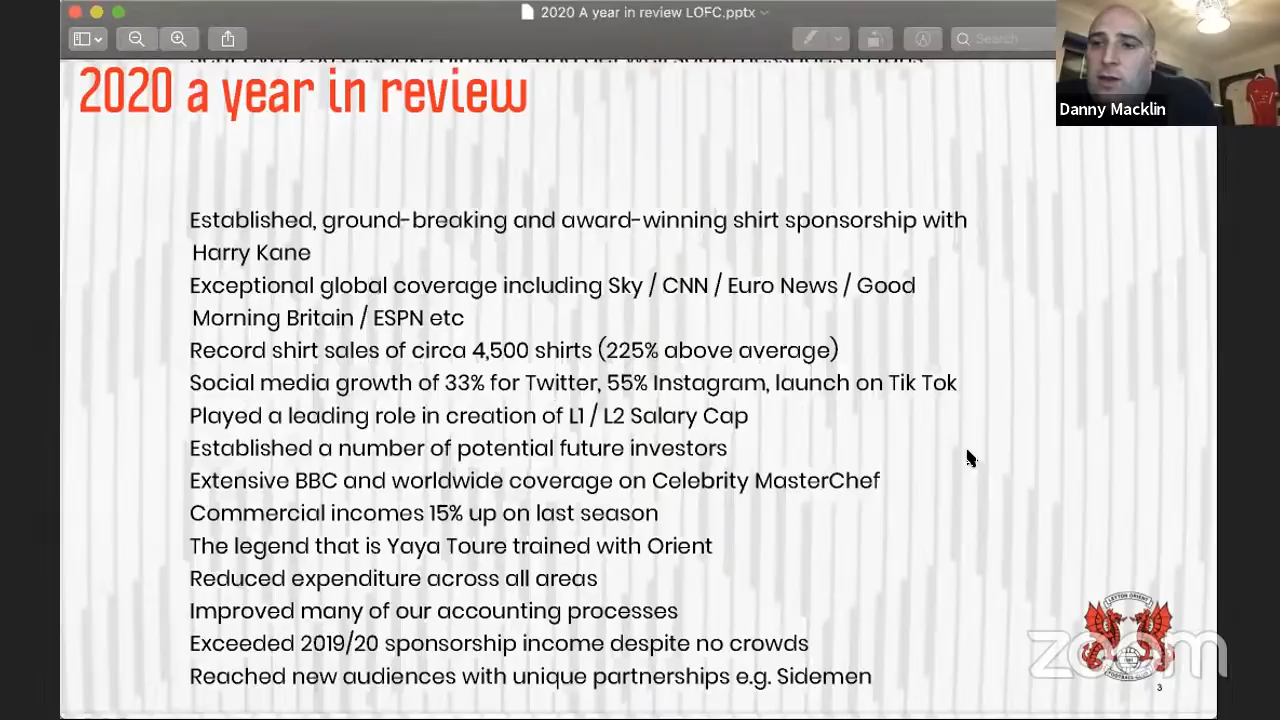 2020 A year in review LOFC.pptx
Search
Danny Macklin
2020 a year in review
Established, ground-breaking and award-winning shirt sponsorship with
Harry Kane
Exceptional global coverage including Sky / CNN / Euro News / Good
Morning Britain / ESPN etc
Record shirt sales of circa 4,500 shirts (225% above average)
Social media growth of 33% for Twitter, 55% Instagram, launch on Tik Tok
Played a leading role in creation of L1 / L2 Salary Cap
Established a number of potential future investors
Extensive BBC and worldwide coverage on Celebrity MasterChef
Commercial incomes 15% up on last season
The legend that is Yaya Toure trained with Orient
Reduced expenditure across all areas
Improved many of our accounting processes
Exceeded 2019/20 sponsorship income despite no crowds
Reached new audiences with unique partnerships e.g. Sidemen
LEYTON ORIENT
FOOTBALL CLUB
zoom
3